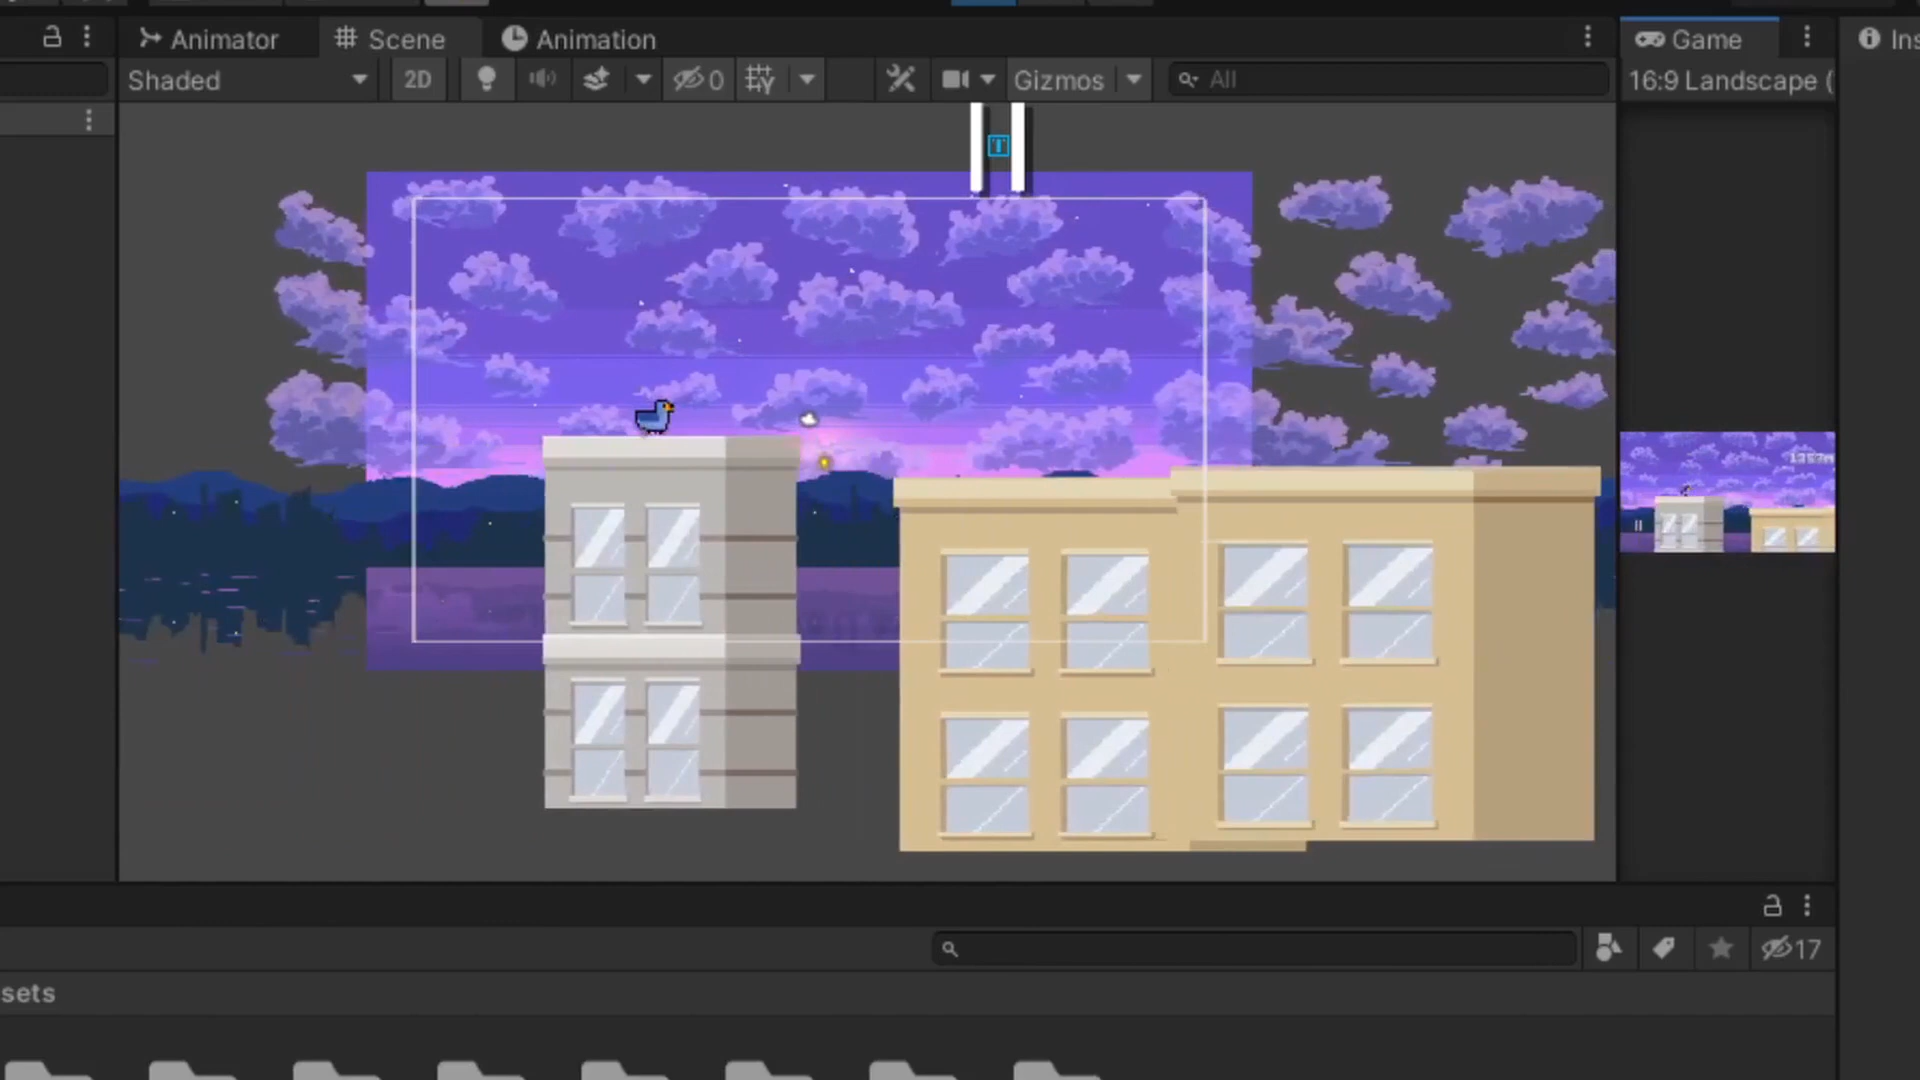 Animator Scene Animation Game Ins
Shaded 2D 0 Gizmos All 16:9 Landscape (
T
17
sets